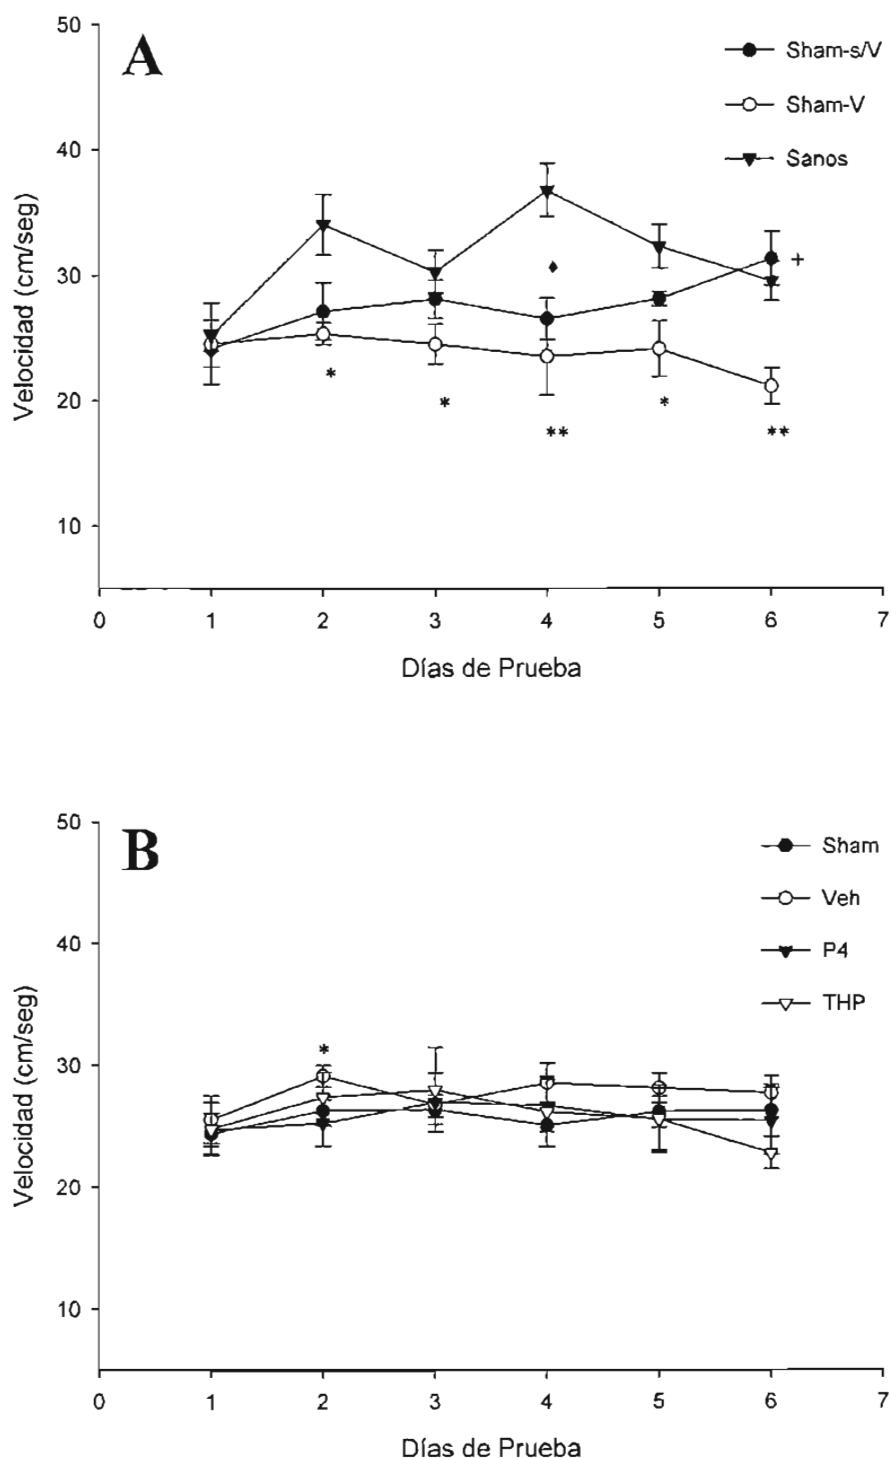 A
Sham-s/V
Sham-V
Sanos
50
40
30
20
10
Velocidad (cm/seg)
♦
+
*
*
**
*
**
0 1 2 3 4 5 6 7
Días de Prueba
B
Sham
Veh
P4
THP
50
40
30
20
10
Velocidad (cm/seg)
*
0 1 2 3 4 5 6 7
Días de Prueba